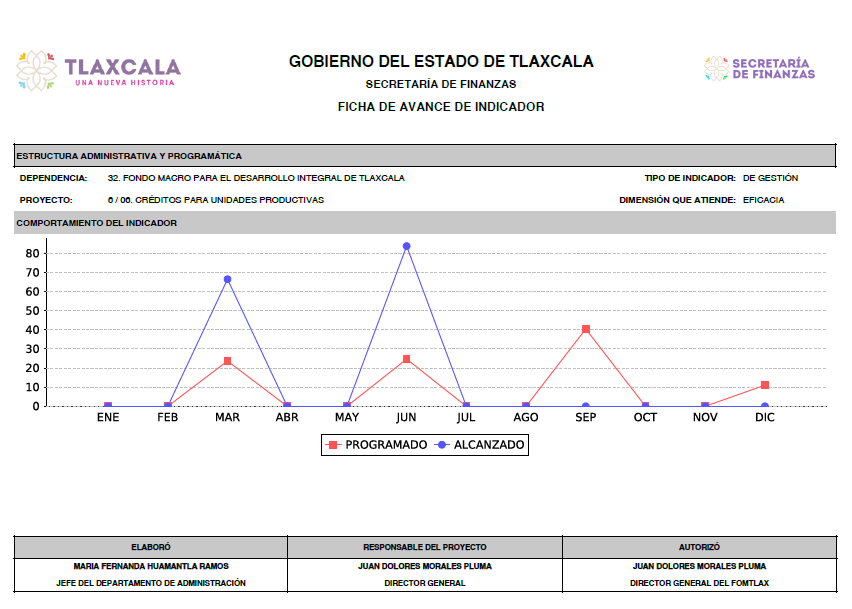 TLAXCALA
UNA NUEVA HISTORIA
GOBIERNO DEL ESTADO DE TLAXCALA
SECRETARÍA DE FINANZAS
FICHA DE AVANCE DE INDICADOR
SECRETARÍA
DE FINANZAS
ESTRUCTURA ADMINISTRATIVA Y PROGRAMÁTICA
DEPENDENCIA: 32. FONDO MACRO PARA EL DESARROLLO INTEGRAL DE TLAXCALA TIPO DE INDICADOR: DE GESTIÓN
PROYECTO: 6 / 06. CRÉDITOS PARA UNIDADES PRODUCTIVAS DIMENSIÓN QUE ATIENDE: EFICACIA
COMPORTAMIENTO DEL INDICADOR
80
70
60
50
40
30
20
10
0
ENE FEB MAR ABR MAY JUN JUL AGO SEP OCT NOV DIC
PROGRAMADO ALCANZADO
ELABORÓ RESPONSABLE DEL PROYECTO AUTORIZÓ
MARIA FERNANDA HUAMANTLA RAMOS JUAN DOLORES MORALES PLUMA JUAN DOLORES MORALES PLUMA
JEFE DEL DEPARTAMENTO DE ADMINISTRACIÓN DIRECTOR GENERAL DIRECTOR GENERAL DEL FOMTLAX